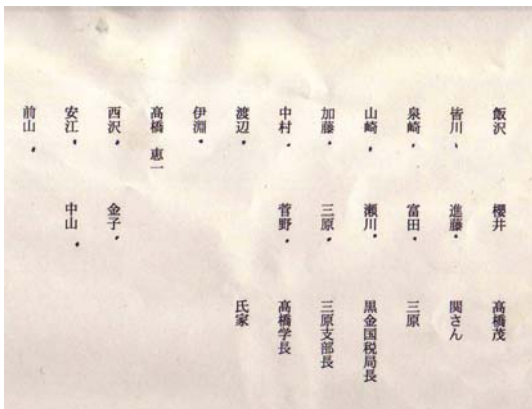 飯沢 櫻井 高橋茂
皆川、 進藤・ 関さん
泉崎・ 富田・ 三原
山崎・ 瀬川・ 黒金国税局長
加藤・ 三原・ 三原支部長
中村・ 菅野・ 高橋学長
渡辺・ 氏家
伊淵・
高橋 恵一
西沢・ 金子・
安江・ 中山・
前山・